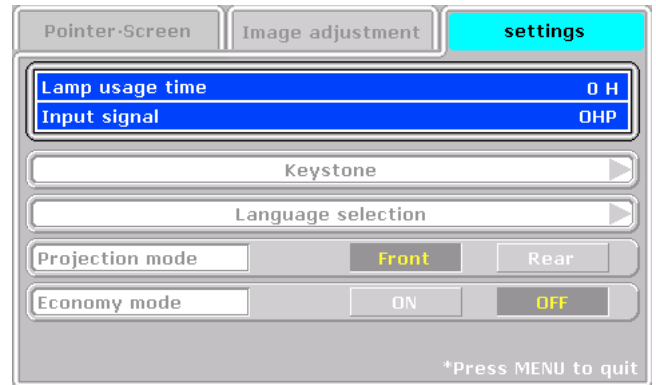 Pointer·Screen Image adjustment settings
Lamp usage time 0 H
Input signal OHP
Keystone
Language selection
Projection mode Front Rear
Economy mode ON OFF
*Press MENU to quit